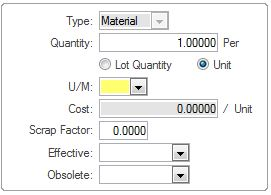 Type: Material
Quantity: 1.00000 Per
Lot Quantity Unit
U/M:
Cost: 0.00000 / Unit
Scrap Factor: 0.0000
Effective:
Obsolete: